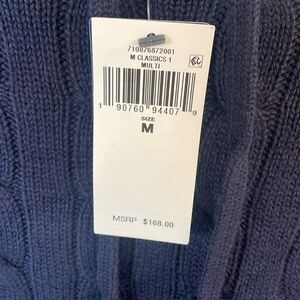 710876872001
M CLASSICS 1
MULTI
1 90760 94407 9
SIZE
M
MSRP $168.00